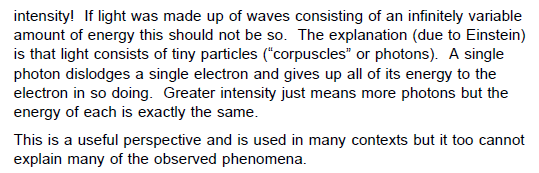 intensity!  If light was made up of waves consisting of an infinitely variable
amount of energy this should not be so.  The explanation (due to Einstein)
is that light consists of tiny particles (“corpuscles” or photons).  A single
photon dislodges a single electron and gives up all of its energy to the
electron in so doing.  Greater intensity just means more photons but the
energy of each is exactly the same.
This is a useful perspective and is used in many contexts but it too cannot
explain many of the observed phenomena.